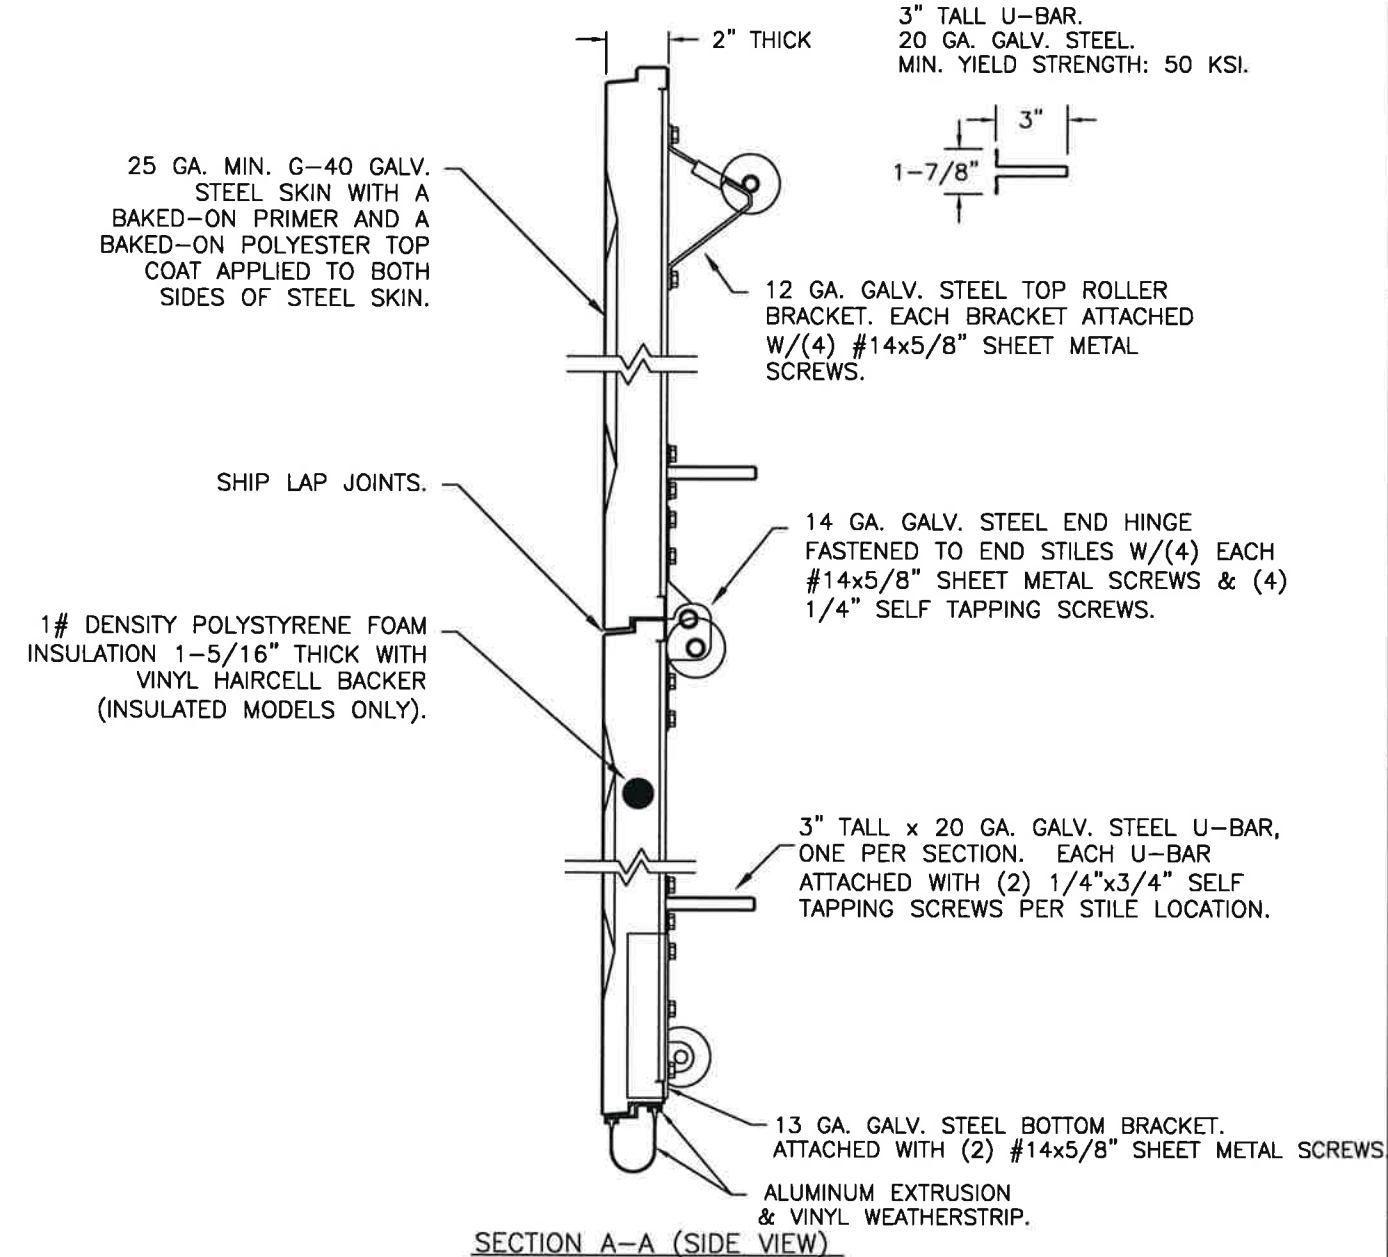 2" THICK
3" TALL U-BAR.
20 GA. GALV. STEEL.
MIN. YIELD STRENGTH: 50 KSI.
3"
1-7/8"
25 GA. MIN. G-40 GALV.
STEEL SKIN WITH A
BAKED-ON PRIMER AND A
BAKED-ON POLYESTER TOP
COAT APPLIED TO BOTH
SIDES OF STEEL SKIN.
12 GA. GALV. STEEL TOP ROLLER
BRACKET. EACH BRACKET ATTACHED
W/(4) #14x5/8" SHEET METAL
SCREWS.
SHIP LAP JOINTS.
14 GA. GALV. STEEL END HINGE
FASTENED TO END STILES W/(4) EACH
#14x5/8" SHEET METAL SCREWS & (4)
1/4" SELF TAPPING SCREWS.
1# DENSITY POLYSTYRENE FOAM
INSULATION 1-5/16" THICK WITH
VINYL HAIRCELL BACKER
(INSULATED MODELS ONLY).
3" TALL x 20 GA. GALV. STEEL U-BAR,
ONE PER SECTION. EACH U-BAR
ATTACHED WITH (2) 1/4"x3/4" SELF
TAPPING SCREWS PER STILE LOCATION.
13 GA. GALV. STEEL BOTTOM BRACKET.
ATTACHED WITH (2) #14x5/8" SHEET METAL SCREWS.
ALUMINUM EXTRUSION
& VINYL WEATHERSTRIP.
SECTION A-A (SIDE VIEW)